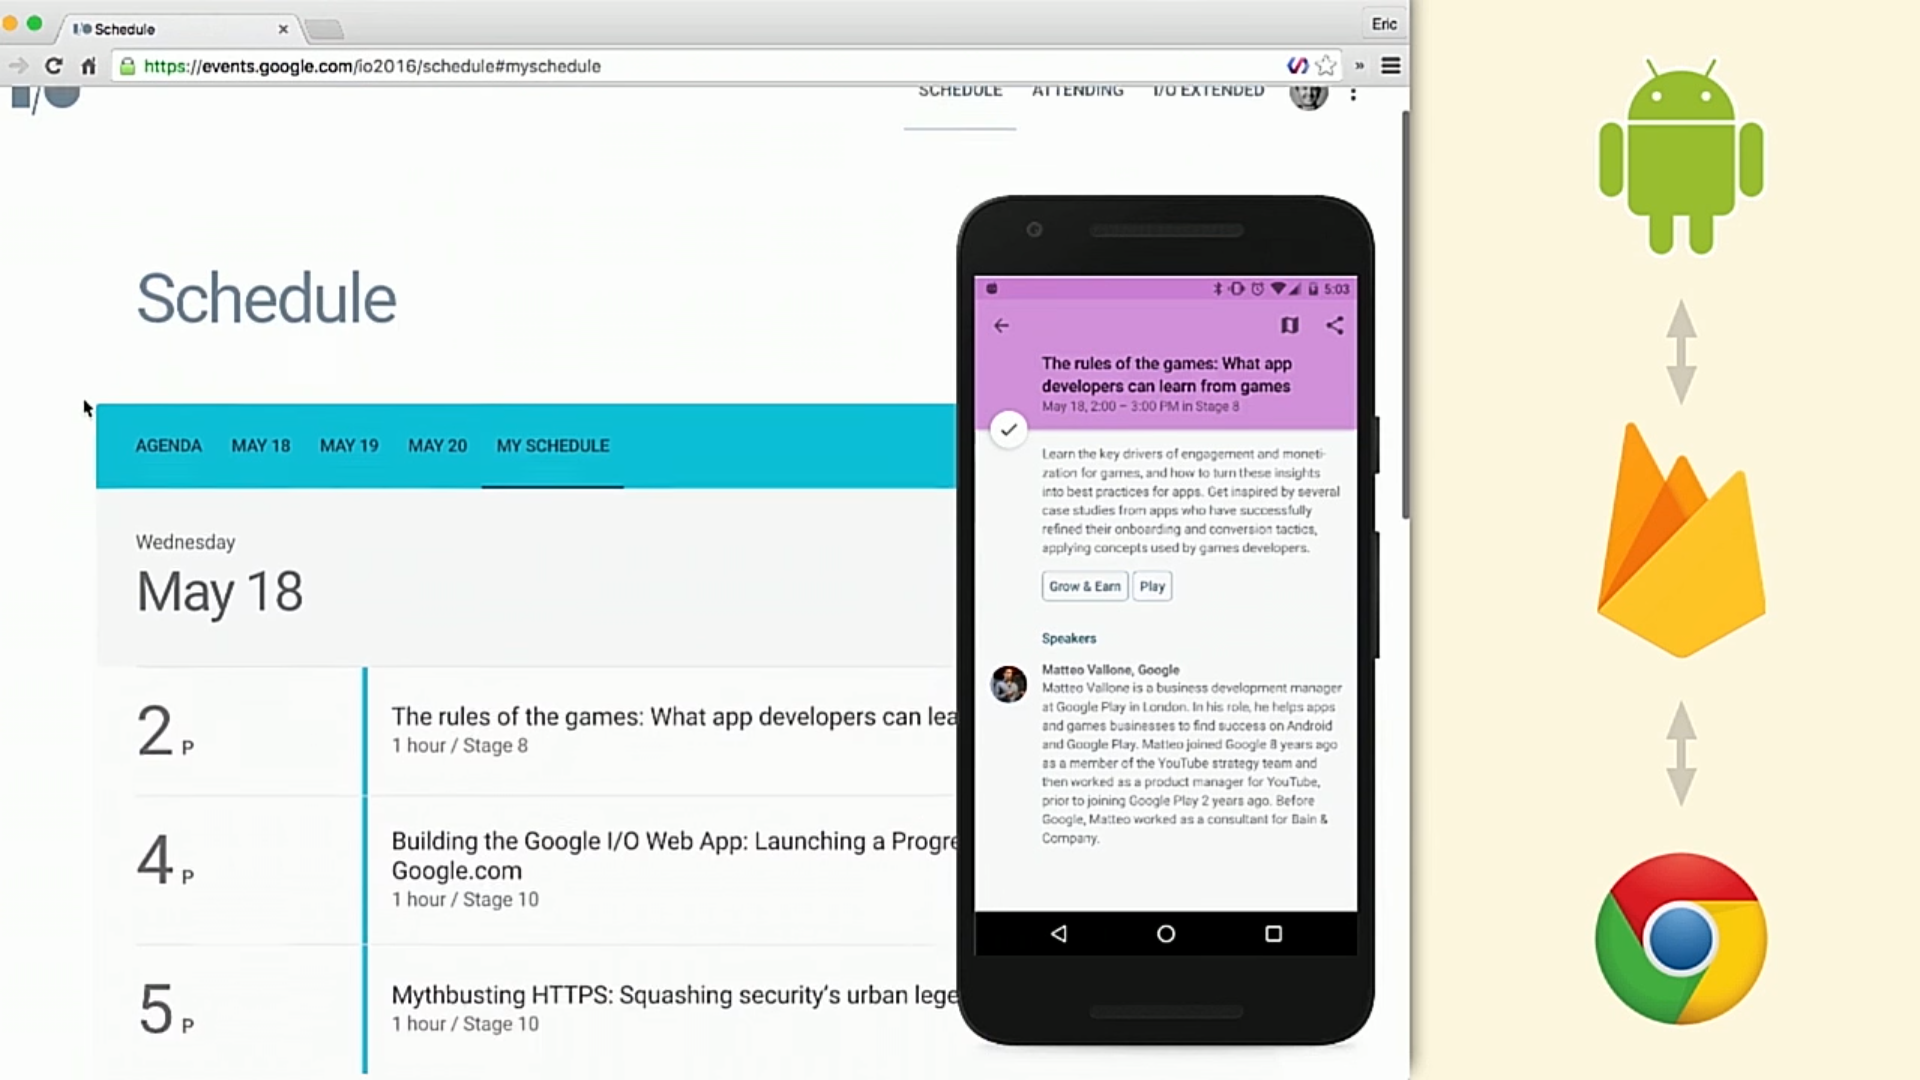 I/O Schedule
Eric
https://events.google.com/io2016/schedule#myschedule
I/O
SCHEDULE
ATTENDING
I/O EXTENDED
Schedule
AGENDA
MAY 18
MAY 19
MAY 20
MY SCHEDULE
Wednesday
May 18
2 P
The rules of the games: What app developers can lea
1 hour / Stage 8
4 P
Building the Google I/O Web App: Launching a Progre
Google.com
1 hour / Stage 10
5 P
Mythbusting HTTPS: Squashing security's urban lege
1 hour / Stage 10
5:03
The rules of the games: What app
developers can learn from games
May 18, 2:00 – 3:00 PM in Stage 8
Learn the key drivers of engagement and moneti-
zation for games, and how to turn these insights
into best practices for apps. Get inspired by several
case studies from apps who have successfully
refined their onboarding and conversion tactics,
applying concepts used by games developers.
Grow & Earn
Play
Speakers
Matteo Vallone, Google
Matteo Vallone is a business development manager
at Google Play in London. In his role, he helps apps
and games businesses to find success on Android
and Google Play. Matteo joined Google 8 years ago
as a member of the YouTube strategy team and
then worked as a product manager for YouTube,
prior to joining Google Play 2 years ago. Before
Google, Matteo worked as a consultant for Bain &
Company.